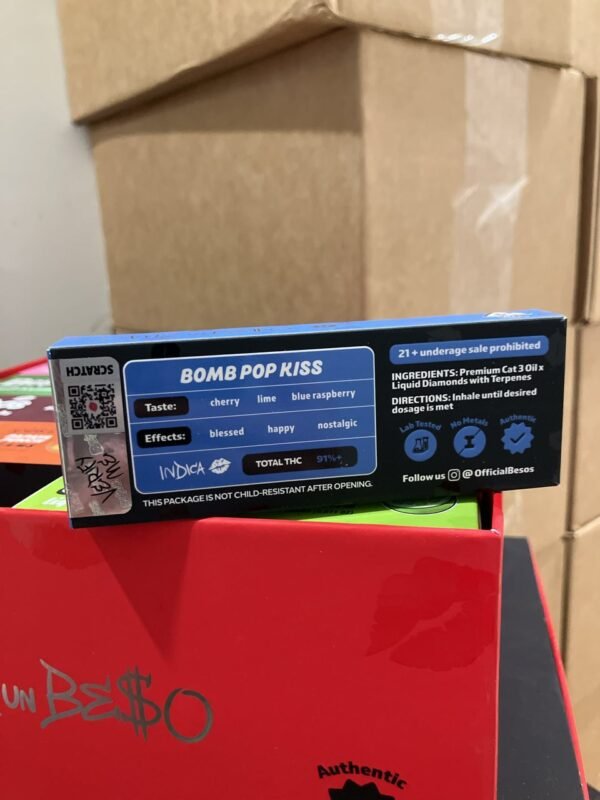 SCRATCH
BOMB POP KISS
Taste: cherry lime blue raspberry
Effects: blessed happy nostalgic
INDICA
TOTAL THC 91%+
THIS PACKAGE IS NOT CHILD-RESISTANT AFTER OPENING.
21 + underage sale prohibited
INGREDIENTS: Premium Cat 3 Oil x
Liquid Diamonds with Terpenes
DIRECTIONS: Inhale until desired
dosage is met
Lab Tested
No Metals
Authentic
Follow us @ OfficialBesos
UN BE$O
Authentic